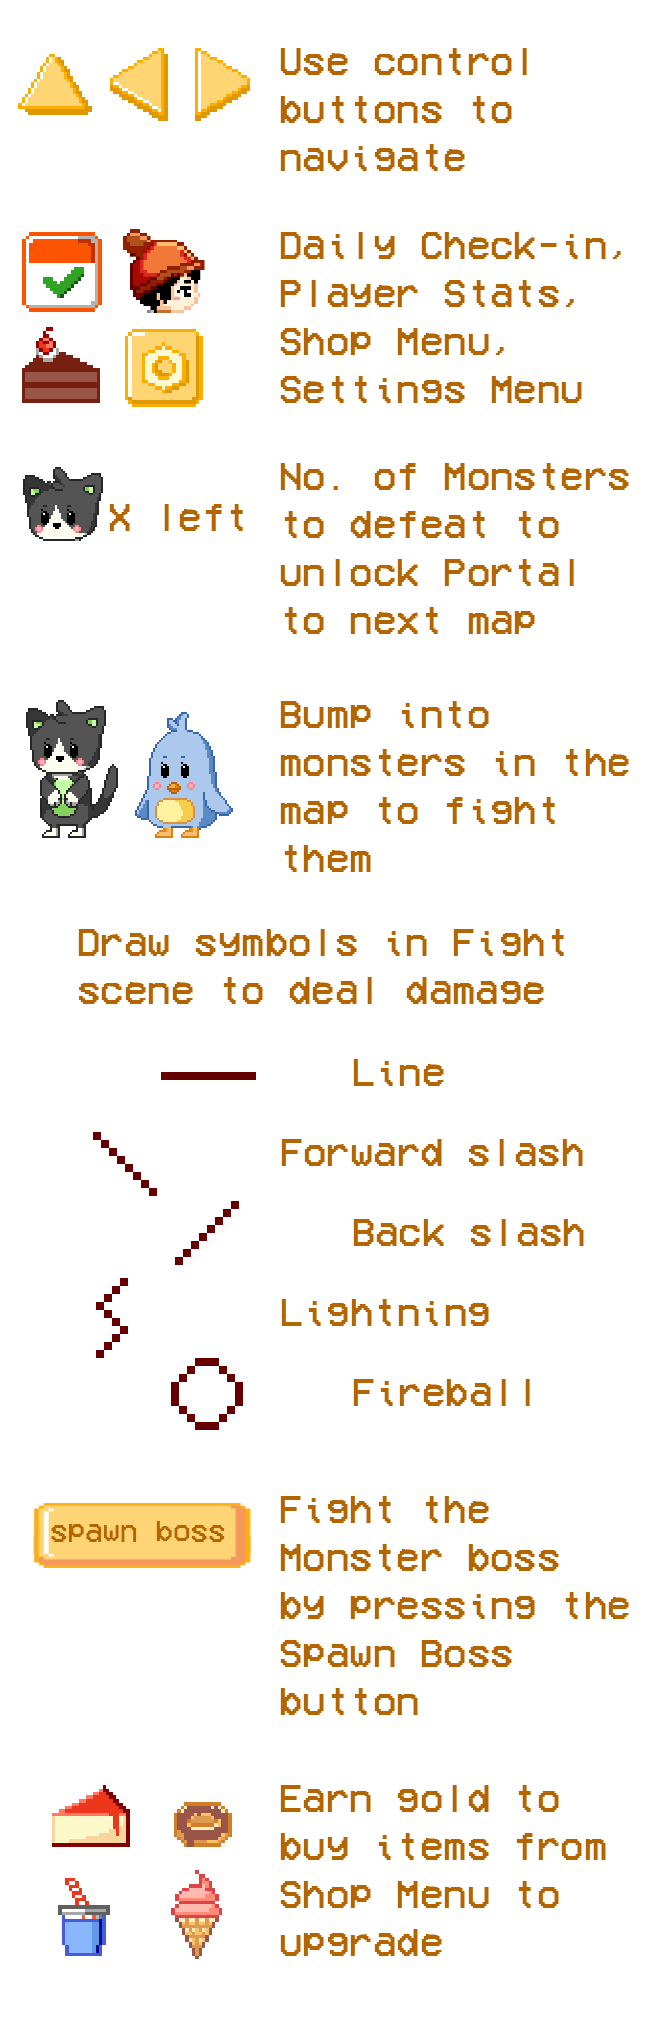 Use control
buttons to
navigate
Daily Check-in,
Player Stats,
Shop Menu,
Settings Menu
X left
No. of Monsters
to defeat to
unlock Portal
to next map
Bump into
monsters in the
map to fight
them
Draw symbols in Fight
scene to deal damage
Line
Forward slash
Back slash
Lightning
Fireball
spawn boss
Fight the
Monster boss
by pressing the
Spawn Boss
button
Earn gold to
buy items from
Shop Menu to
upgrade